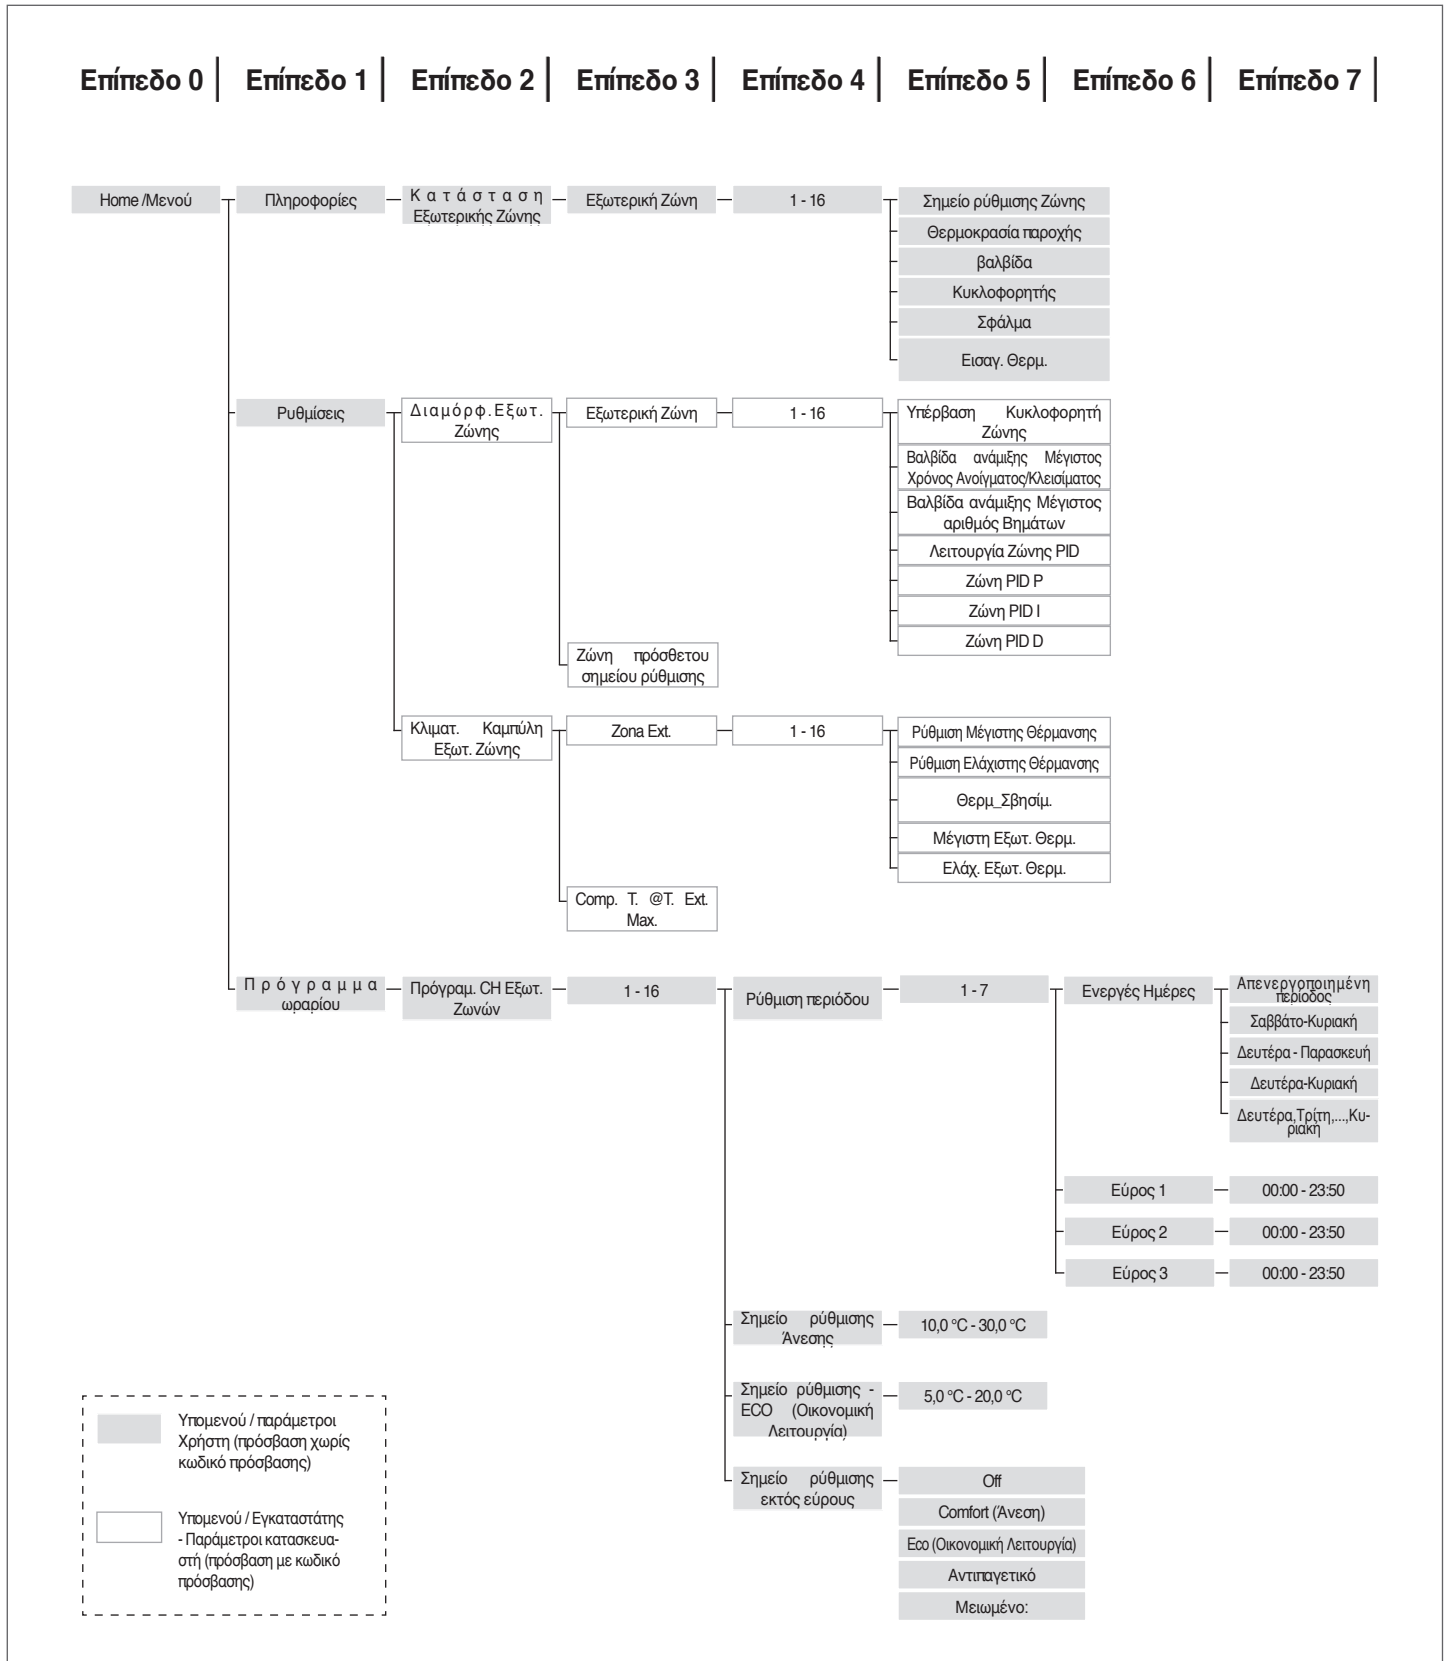 Επίπεδο 0 Επίπεδο 1 Επίπεδο 2 Επίπεδο 3 Επίπεδο 4 Επίπεδο 5 Επίπεδο 6 Επίπεδο 7
Home /Μενού
Πληροφορίες
Κατάσταση
Εξωτερικής Ζώνης
Εξωτερική Ζώνη
1 - 16
Σημείο ρύθμισης Ζώνης
Θερμοκρασία παροχής
βαλβίδα
Κυκλοφορητής
Σφάλμα
Εισαγ. Θερμ.
Ρυθμίσεις
Διαμόρφ.Εξωτ.
Ζώνης
Εξωτερική Ζώνη
1 - 16
Υπέρβαση Κυκλοφορητή
Ζώνης
Βαλβίδα ανάμιξης Μέγιστος
Χρόνος Ανοίγματος/Κλεισίματος
Βαλβίδα ανάμιξης Μέγιστος
αριθμός Βημάτων
Λειτουργία Ζώνης PID
Ζώνη PID P
Ζώνη PID I
Ζώνη PID D
Ζώνη πρόσθετου
σημείου ρύθμισης
Κλιματ. Καμπύλη
Εξωτ. Ζώνης
Zona Ext.
1 - 16
Ρύθμιση Μέγιστης Θέρμανσης
Ρύθμιση Ελάχιστης Θέρμανσης
Θερμ_Σβησίμ.
Μέγιστη Εξωτ. Θερμ.
Ελάχ. Εξωτ. Θερμ.
Comp. T. @T. Ext.
Max.
Πρόγραμμα
ωραρίου
Πρόγραμ. CH Εξωτ.
Ζωνών
1 - 16
Ρύθμιση περιόδου
1 - 7
Ενεργές Ημέρες
Απενεργοποιημένη
περίοδος
Σαββάτο-Κυριακή
Δευτέρα - Παρασκευή
Δευτέρα-Κυριακή
Δευτέρα,Τρίτη,...,Κυ-
ριακή
Εύρος 1
00:00 - 23:50
Εύρος 2
00:00 - 23:50
Εύρος 3
00:00 - 23:50
Σημείο ρύθμισης
Άνεσης
10,0 °C - 30,0 °C
Σημείο ρύθμισης -
ECO (Οικονομική
Λειτουργία)
5,0 °C - 20,0 °C
Σημείο ρύθμισης
εκτός εύρους
Off
Comfort (Άνεση)
Eco (Οικονομική Λειτουργία)
Αντιπαγετικό
Μειωμένο:
Υπομενού / παράμετροι
Χρήστη (πρόσβαση χωρίς
κωδικό πρόσβασης)
Υπομενού / Εγκαταστάτης
- Παράμετροι κατασκευα-
στή (πρόσβαση με κωδικό
πρόσβασης)